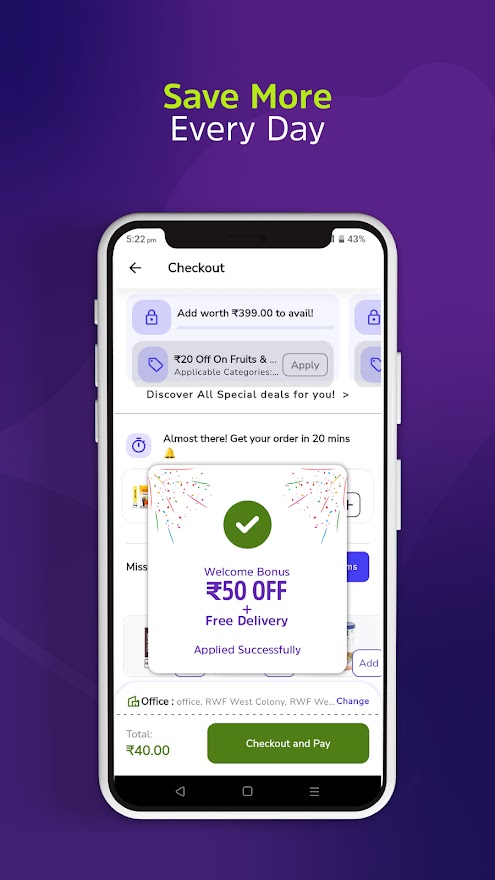 Save More
Every Day
5:22 pm
43%
Checkout
Add worth ₹399.00 to avail!
₹20 Off On Fruits & ...
Applicable Categories:...
Apply
Discover All Special deals for you! >
Almost there! Get your order in 20 mins
Welcome Bonus
₹50 OFF
+
Free Delivery
Applied Successfully
Add
Office : office, RWF West Colony, RWF We... Change
Total:
₹40.00
Checkout and Pay